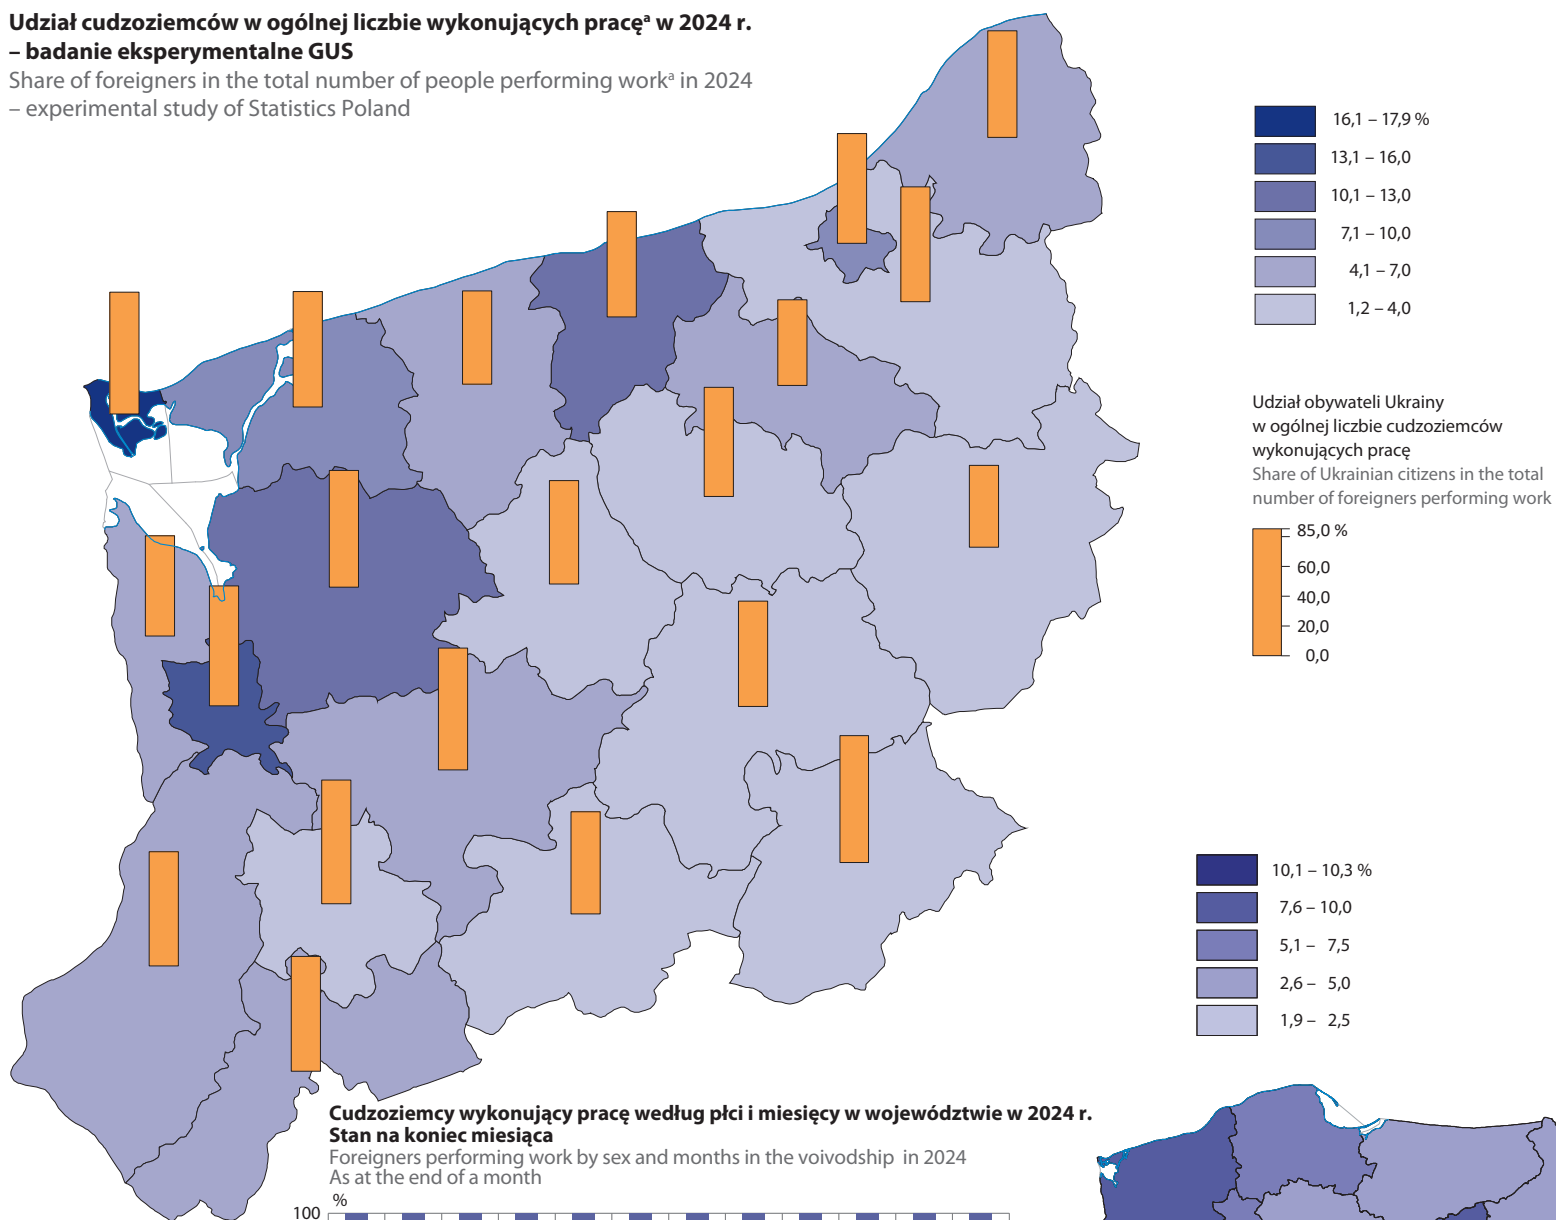 Udział cudzoziemców w ogólnej liczbie wykonujących pracęᵃ w 2024 r.
– badanie eksperymentalne GUS
Share of foreigners in the total number of people performing workᵃ in 2024
– experimental study of Statistics Poland
16,1 – 17,9 %
13,1 – 16,0
10,1 – 13,0
7,1 – 10,0
4,1 – 7,0
1,2 – 4,0
Udział obywateli Ukrainy
w ogólnej liczbie cudzoziemców
wykonujących pracę
Share of Ukrainian citizens in the total
number of foreigners performing work
85,0 %
60,0
40,0
20,0
0,0
10,1 – 10,3 %
7,6 – 10,0
5,1 – 7,5
2,6 – 5,0
1,9 – 2,5
Cudzoziemcy wykonujący pracę według płci i miesięcy w województwie w 2024 r.
Stan na koniec miesiąca
Foreigners performing work by sex and months in the voivodship in 2024
As at the end of a month
%
100